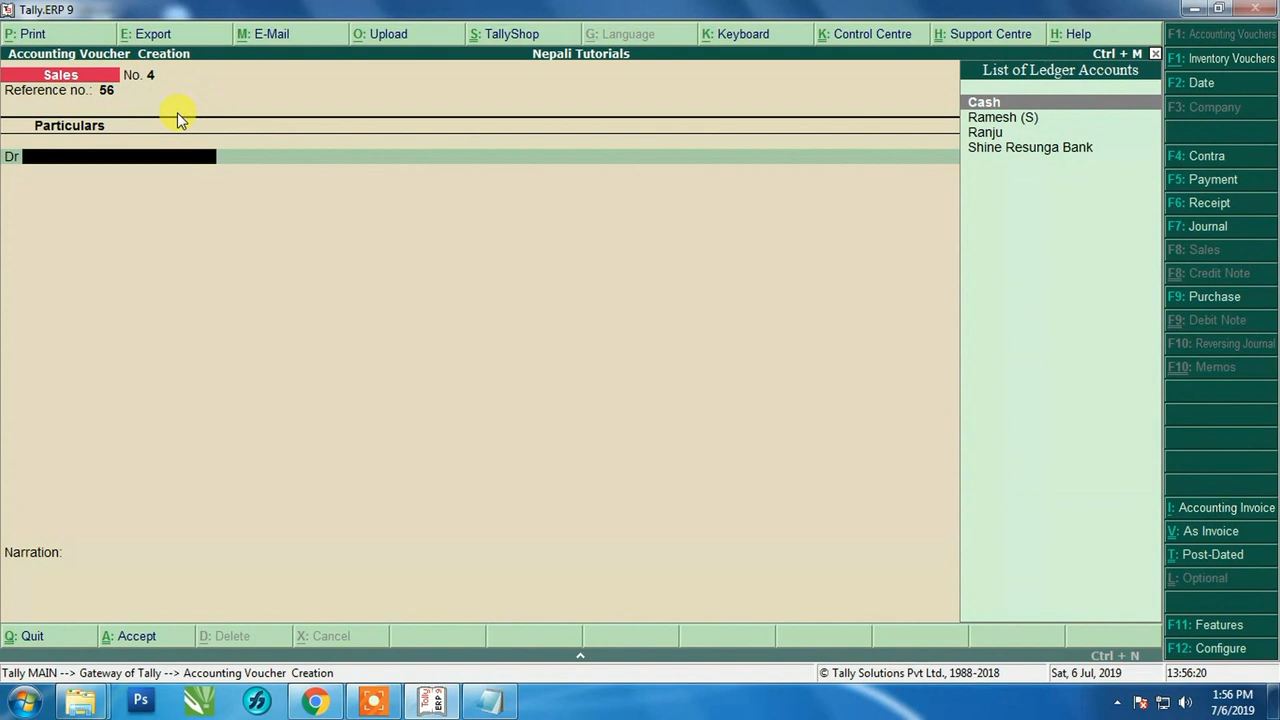 Tally.ERP 9
P: Print E: Export M: E-Mail O: Upload S: TallyShop G: Language K: Keyboard K: Control Centre H: Support Centre H: Help
Accounting Voucher Creation Nepali Tutorials Ctrl + M
Sales No. 4
Reference no.: 56
Particulars
Dr
Narration:
List of Ledger Accounts
Cash
Ramesh (S)
Ranju
Shine Resunga Bank
F1: Accounting Vouchers
F1: Inventory Vouchers
F2: Date
F3: Company
F4: Contra
F5: Payment
F6: Receipt
F7: Journal
F8: Sales
F8: Credit Note
F9: Purchase
F9: Debit Note
F10: Reversing Journal
F10: Memos
I: Accounting Invoice
V: As Invoice
T: Post-Dated
L: Optional
F11: Features
F12: Configure
Q: Quit A: Accept D: Delete X: Cancel
Ctrl + N
Tally MAIN --> Gateway of Tally --> Accounting Voucher Creation © Tally Solutions Pvt Ltd., 1988-2018 Sat, 6 Jul, 2019 13:56:20
Ps
Tally
ERP 9
1:56 PM
7/6/2019